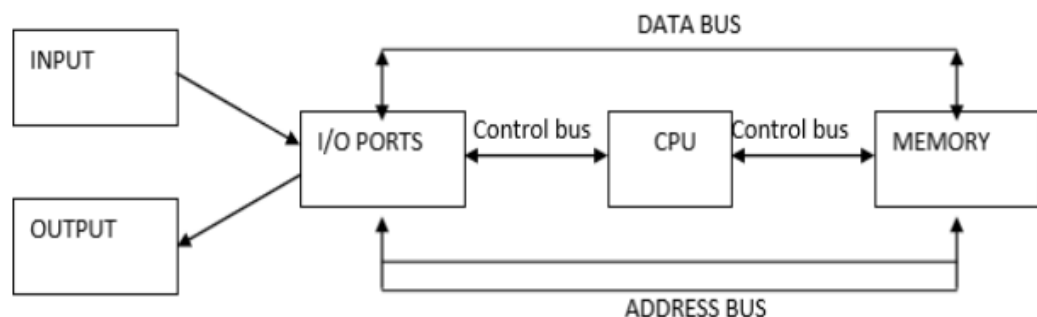 DATA BUS
INPUT
I/O PORTS
Control bus
CPU
Control bus
MEMORY
OUTPUT
ADDRESS BUS